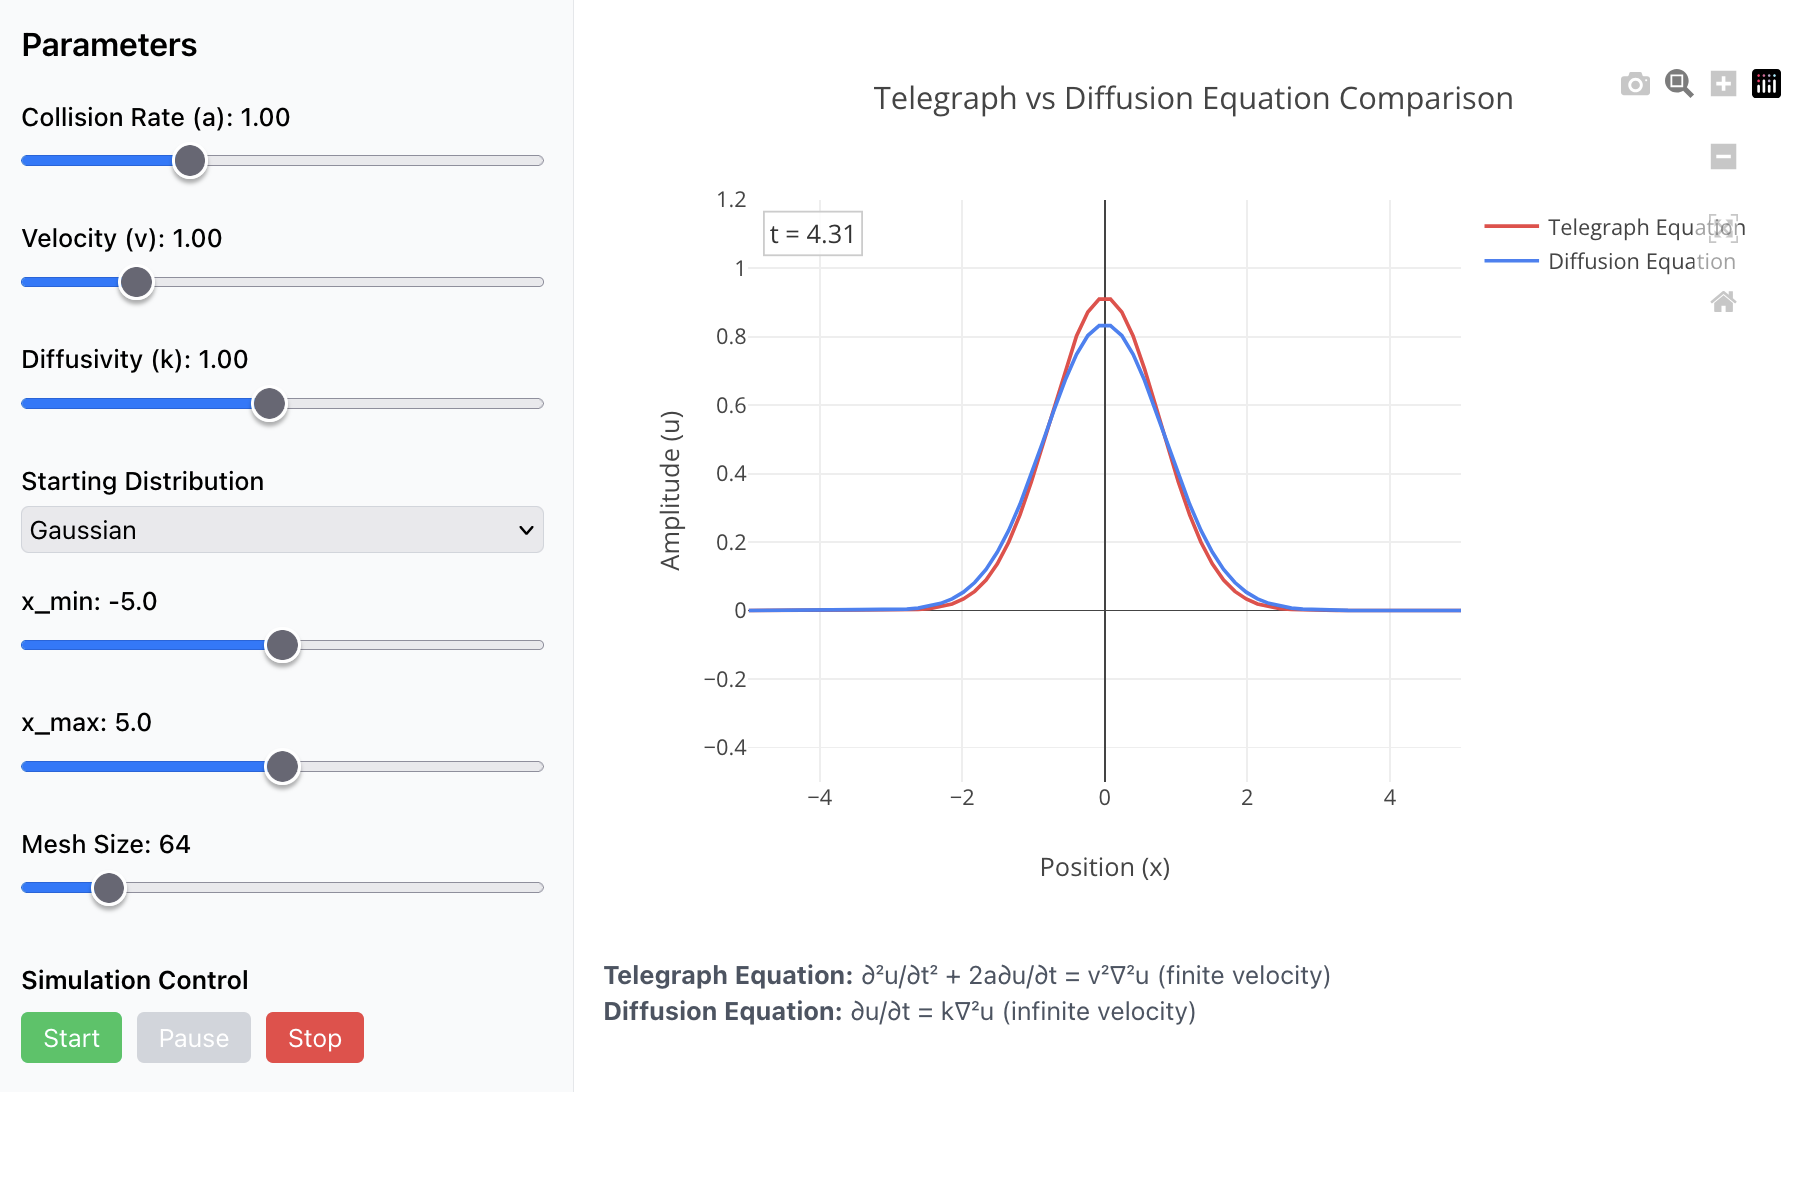 Parameters
Collision Rate (a): 1.00
Velocity (v): 1.00
Diffusivity (k): 1.00
Starting Distribution
Gaussian
x_min: -5.0
x_max: 5.0
Mesh Size: 64
Simulation Control
Start
Pause
Stop
Telegraph vs Diffusion Equation Comparison
t = 4.31
Telegraph Equation
Diffusion Equation
Amplitude (u)
1.2
1
0.8
0.6
0.4
0.2
0
−0.2
−0.4
−4
−2
0
2
4
Position (x)
Telegraph Equation: ∂²u/∂t² + 2a∂u/∂t = v²∇²u (finite velocity)
Diffusion Equation: ∂u/∂t = k∇²u (infinite velocity)